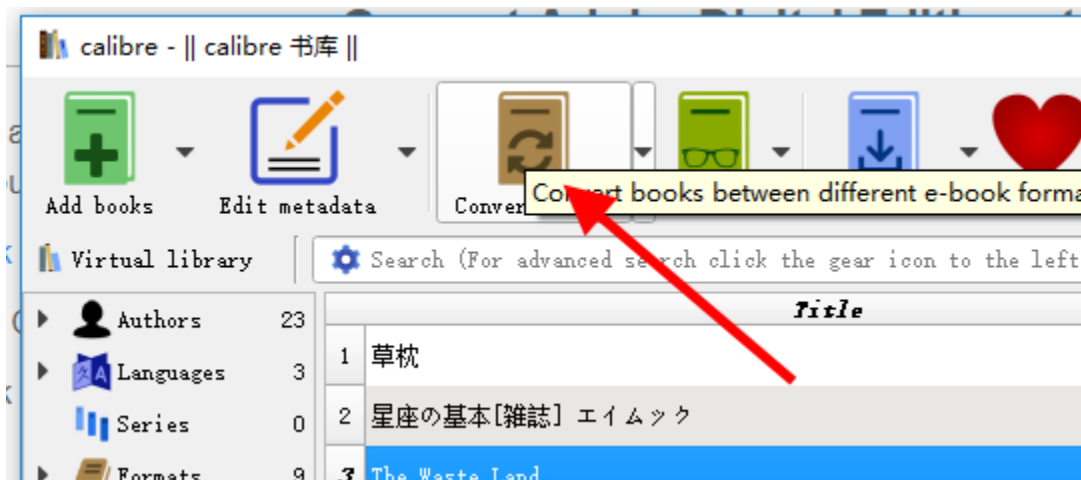 calibre - || calibre 书库 ||
Add books
Edit metadata
Convert books between different e-book
Virtual library
Search (For advanced search click the gear icon to the left
Authors 23
Title
1 草枕
Languages 3
2 星座の基本[雑誌] エイムック
Series 0
Formats 9
3 The Waste Land